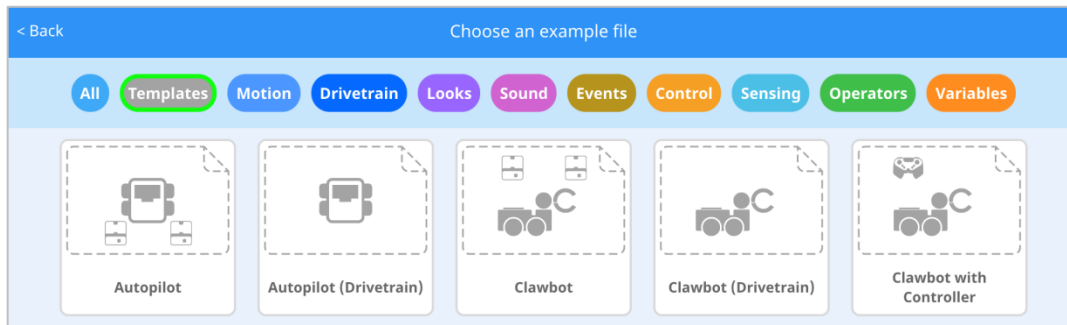 < Back
Choose an example file
All
Templates
Motion
Drivetrain
Looks
Sound
Events
Control
Sensing
Operators
Variables
Autopilot
Autopilot (Drivetrain)
Clawbot
Clawbot (Drivetrain)
Clawbot with
Controller